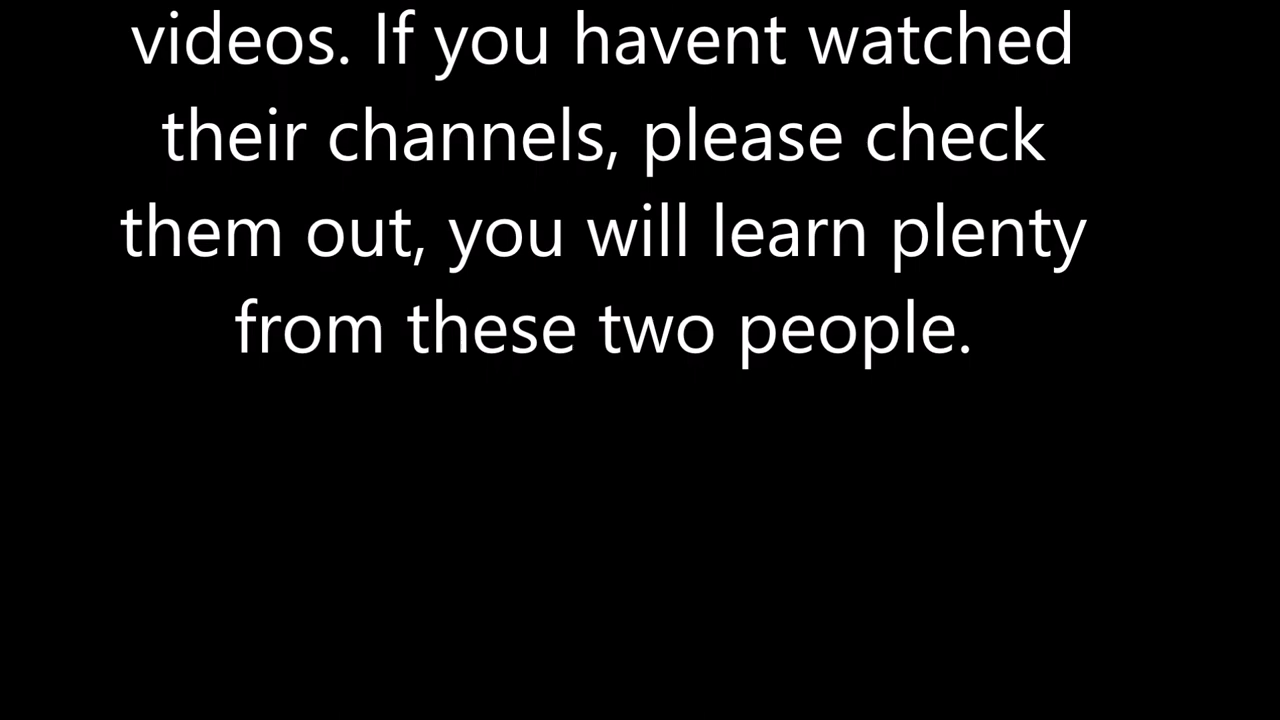 videos. If you havent watched
their channels, please check
them out, you will learn plenty
from these two people.